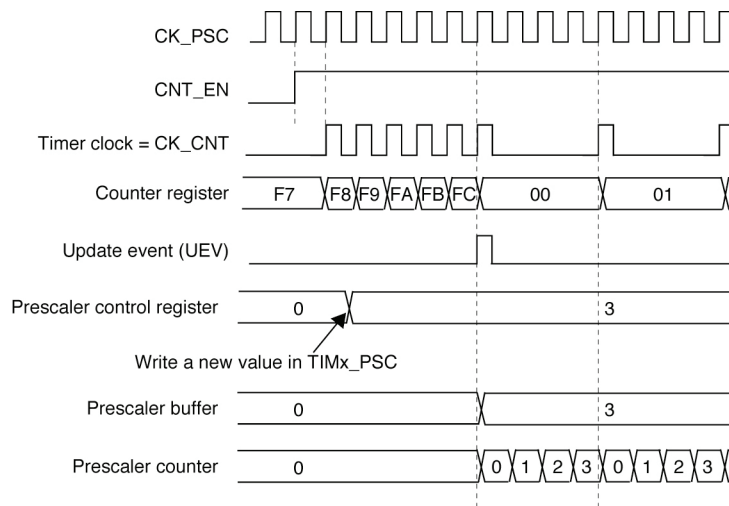 CK_PSC
CNT_EN
Timer clock = CK_CNT
Counter register F7 F8 F9 FA FB FC 00 01
Update event (UEV)
Prescaler control register 0 3
Write a new value in TIMx_PSC
Prescaler buffer 0 3
Prescaler counter 0 0 1 2 3 0 1 2 3